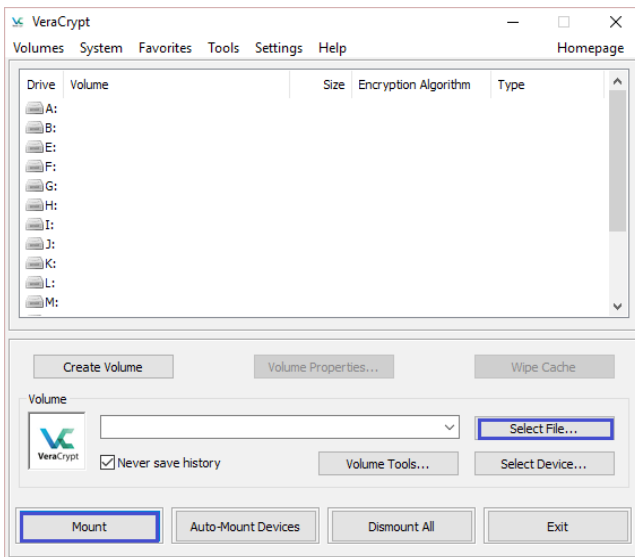 VeraCrypt
Volumes System Favorites Tools Settings Help Homepage
Drive Volume Size Encryption Algorithm Type
A:
B:
E:
F:
G:
H:
I:
J:
K:
L:
M:
Create Volume Volume Properties... Wipe Cache
Volume
Select File...
VeraCrypt
Never save history Volume Tools... Select Device...
Mount Auto-Mount Devices Dismount All Exit